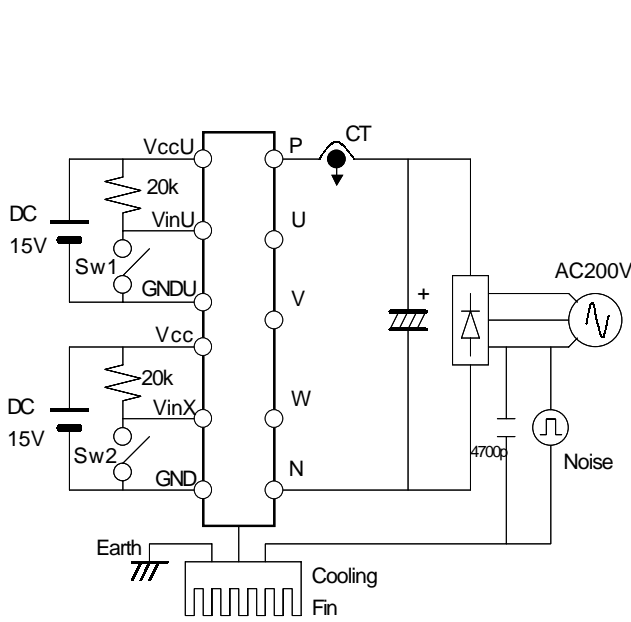 CT
VccU
P
20k
DC
15V
VinU
U
Sw1
GNDU
V
AC200V
+
Vcc
20k
DC
15V
VinX
W
Sw2
4700p
Noise
GND
N
Earth
Cooling
Fin